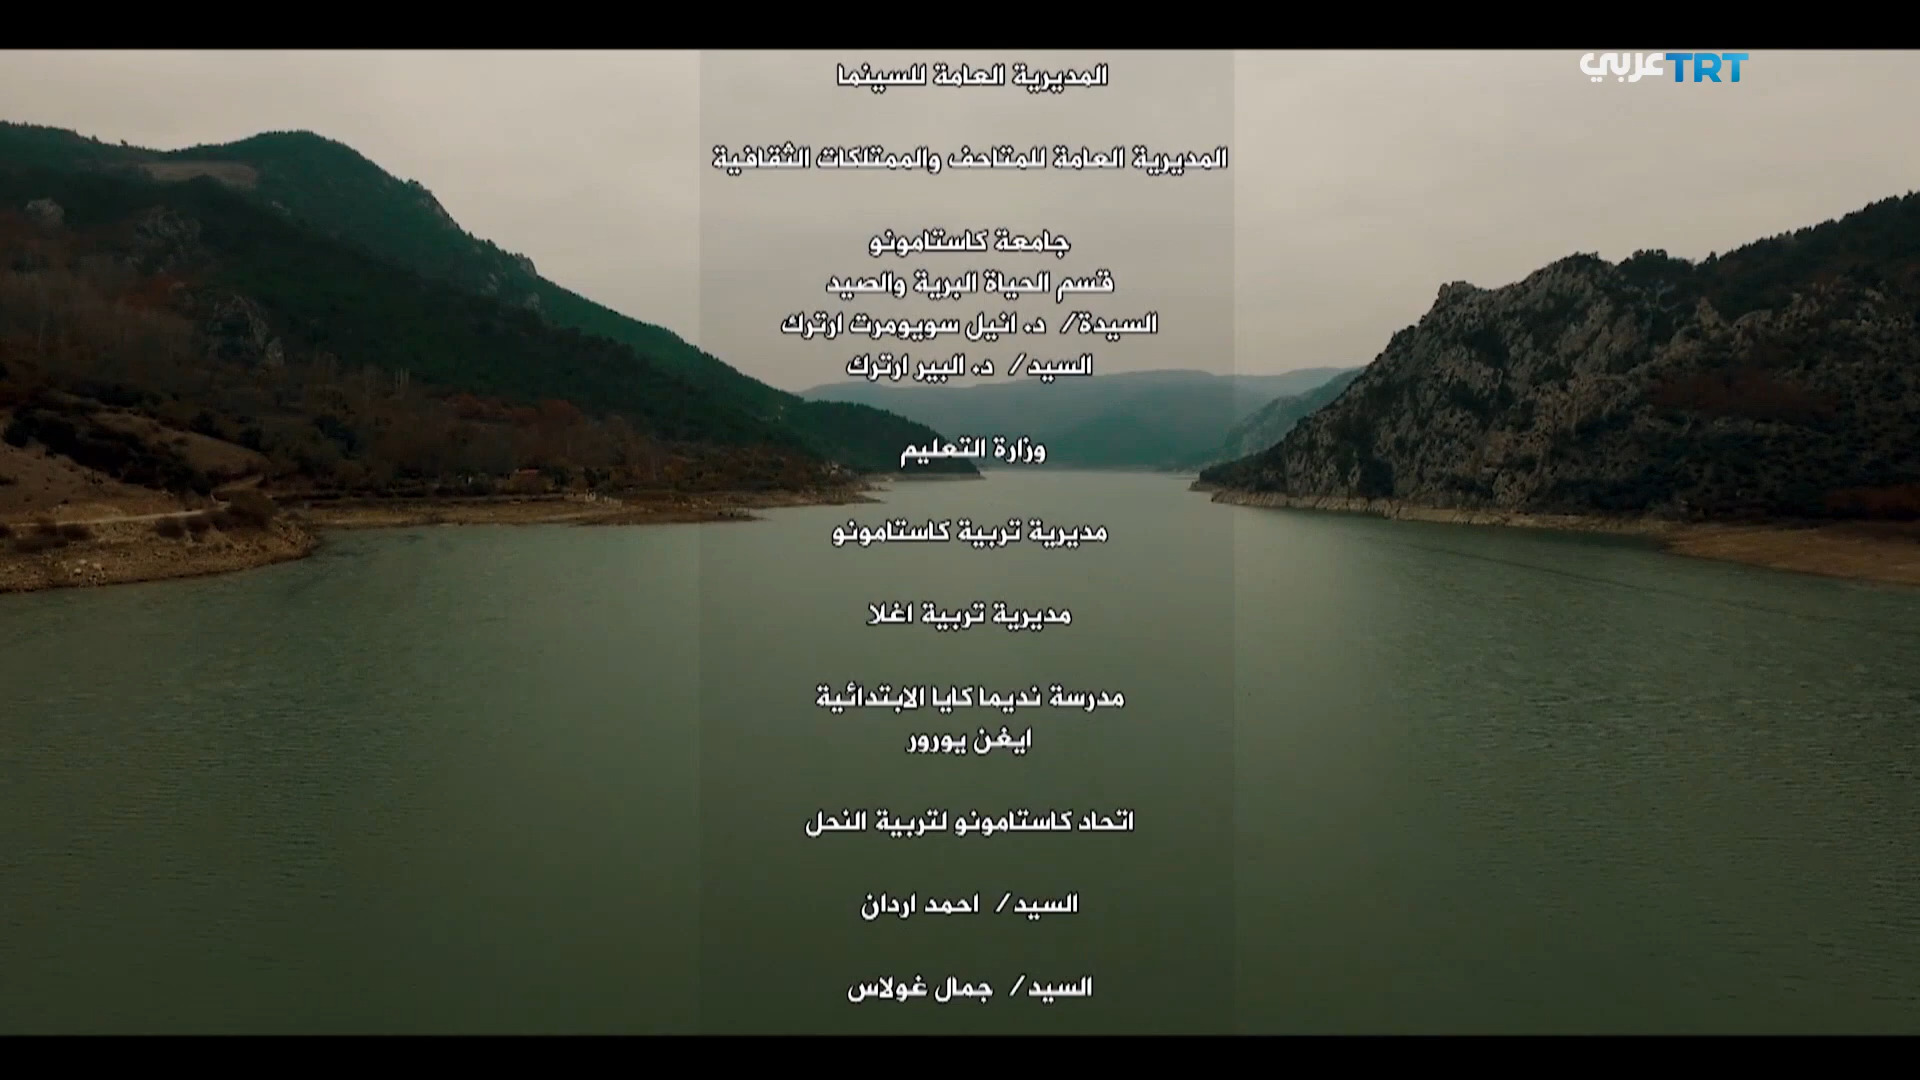 TRT عربي
المديرية العامة للسينما
المديرية العامة للمتاحف والممتلكات الثقافية
جامعة كاستامونو
قسم الحياة البرية والصيد
السيدة/ د. انيل سويومرت ارترك
السيد/ د. البير ارترك
وزارة التعليم
مديرية تربية كاستامونو
مديرية تربية اغلا
مدرسة نديما كايا الابتدائية
ايغن يورور
اتحاد كاستامونو لتربية النحل
السيد/ احمد اردان
السيد/ جمال غولاس